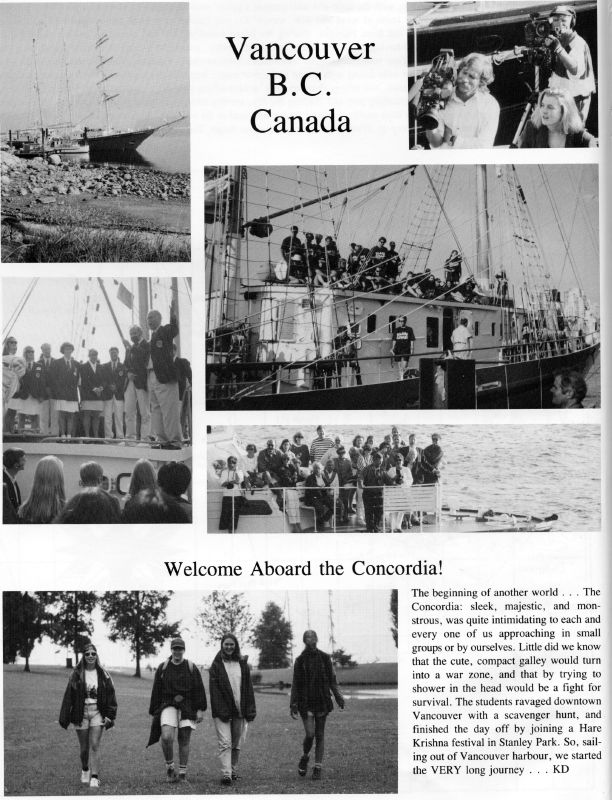 Vancouver
B.C.
Canada
Welcome Aboard the Concordia!
The beginning of another world . . . The
Concordia: sleek, majestic, and mon-
strous, was quite intimidating to each and
every one of us approaching in small
groups or by ourselves. Little did we know
that the cute, compact galley would turn
into a war zone, and that by trying to
shower in the head would be a fight for
survival. The students ravaged downtown
Vancouver with a scavenger hunt, and
finished the day off by joining a Hare
Krishna festival in Stanley Park. So, sail-
ing out of Vancouver harbour, we started
the VERY long journey . . . KD